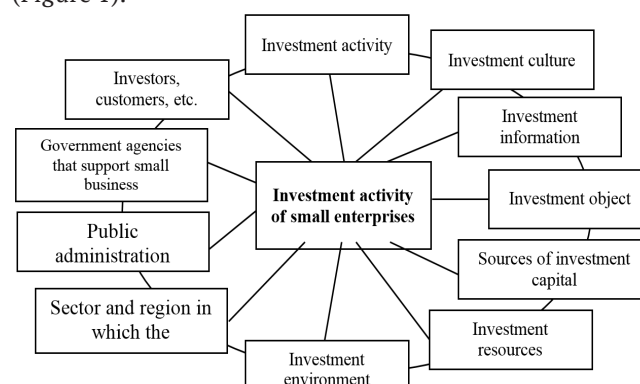 (Figure 1).
Investment activity
Investment culture
Investors,
customers, etc.
Investment
information
Government agencies
that support small
business
Investment activity
of small enterprises
Investment object
Public
administration
Sources of investment
capital
Sector and region in
which the
Investment
resources
Investment
environment